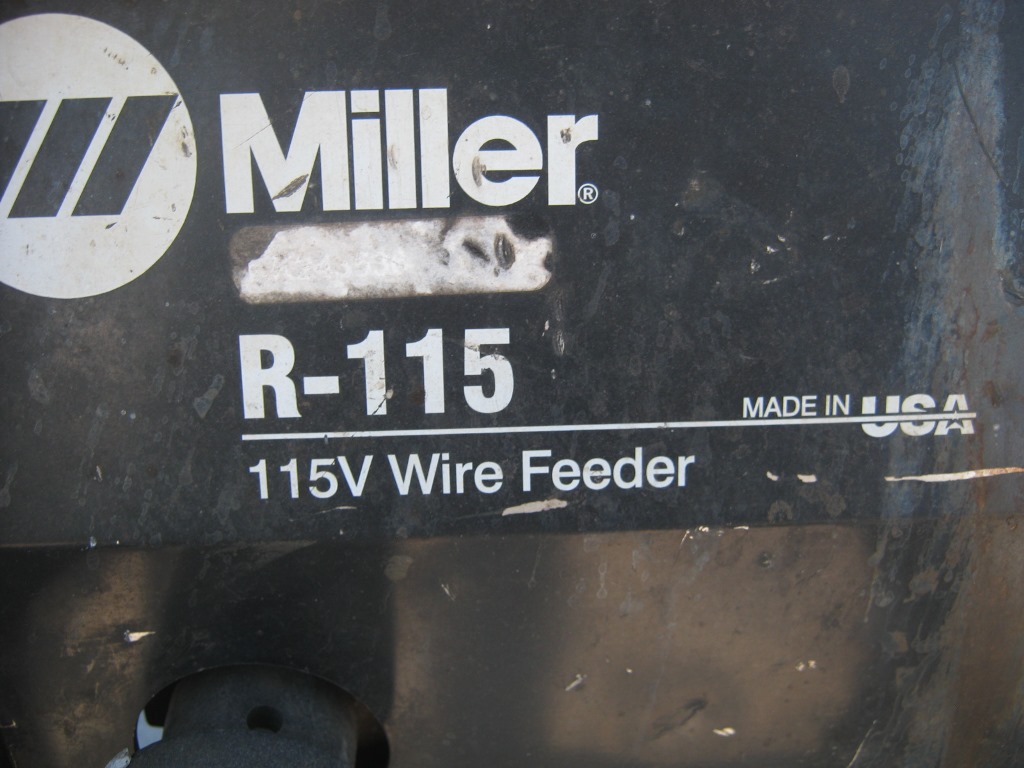 Miller®
R-115
MADE IN USA
115V Wire Feeder